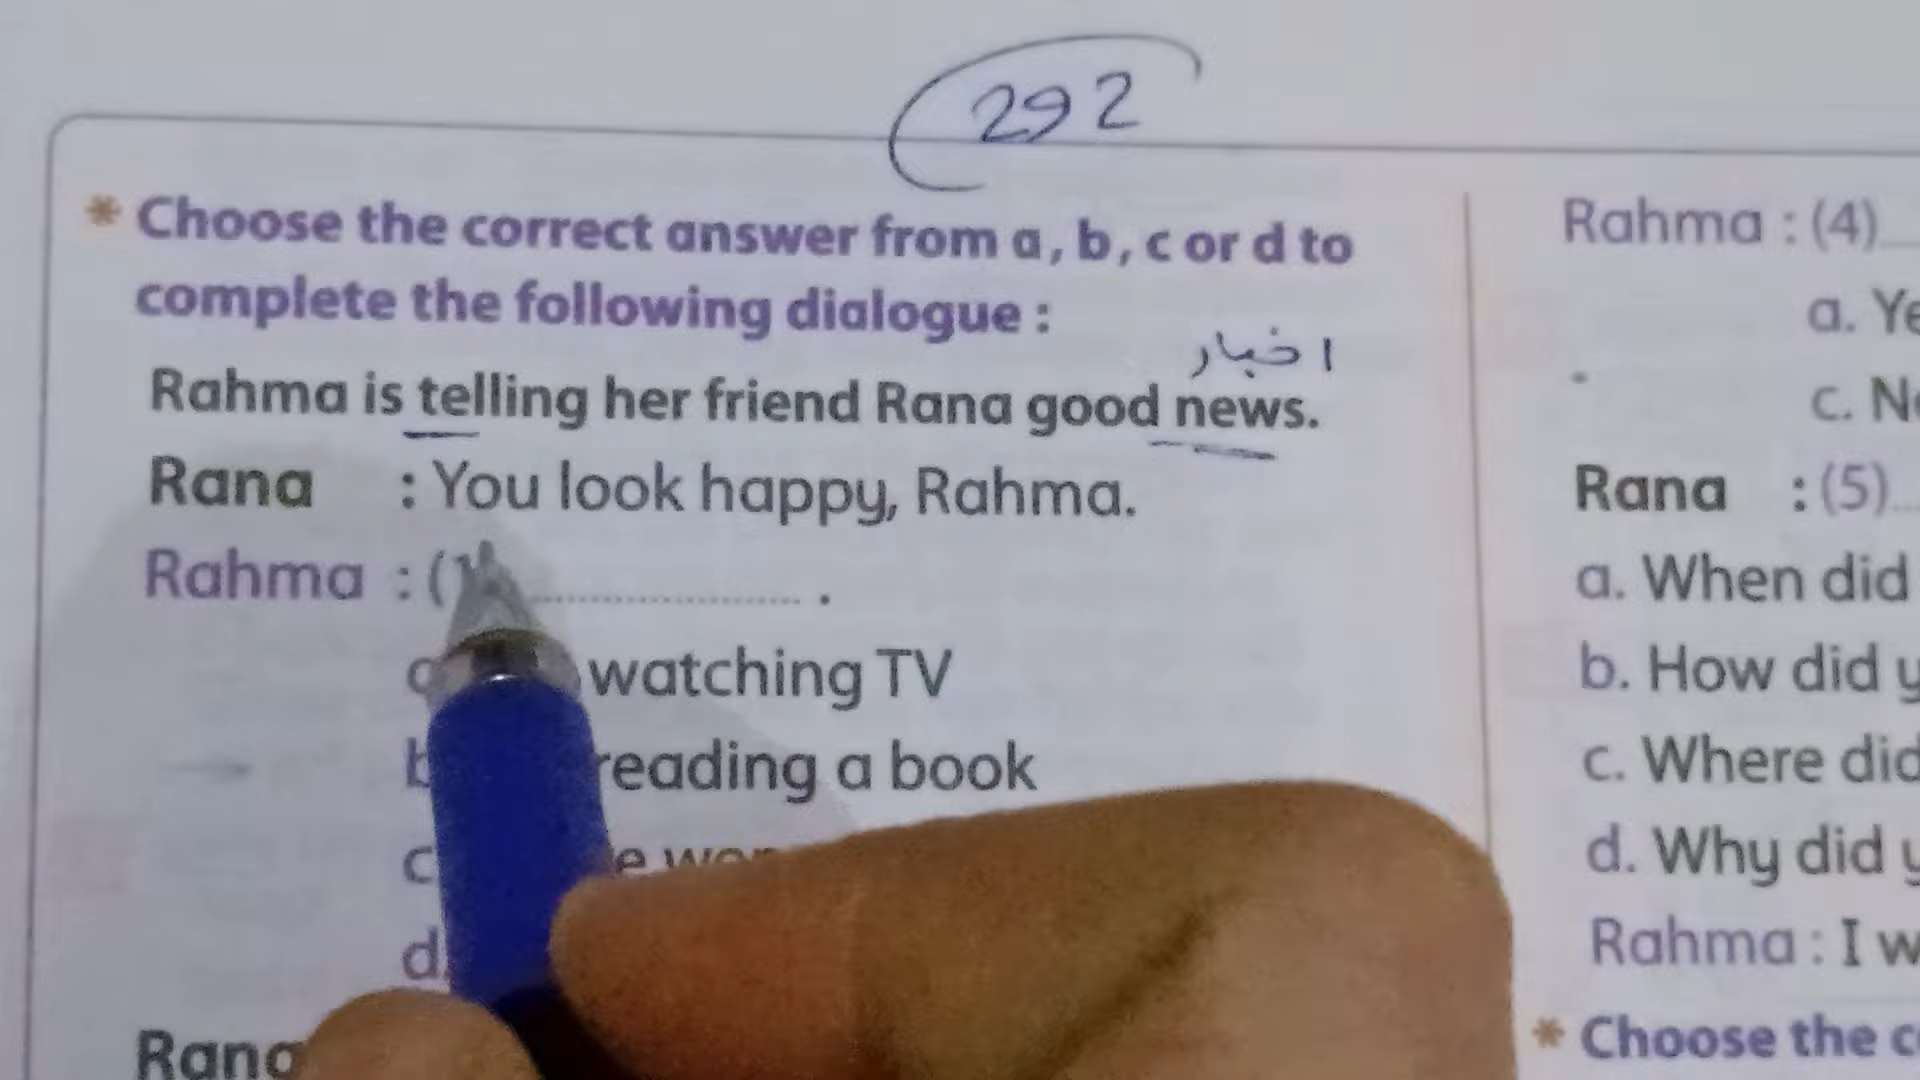 292
* Choose the correct answer from a, b, c or d to
complete the following dialogue :
اخبار
Rahma is telling her friend Rana good news.
Rana : You look happy, Rahma.
Rahma : (1) .
watching TV
reading a book
c
d.
Rana
Rahma : (4)
a.
c.
Rana : (5)
a. When did
b. How did
c. Where did
d. Why did
Rahma : I
* Choose the